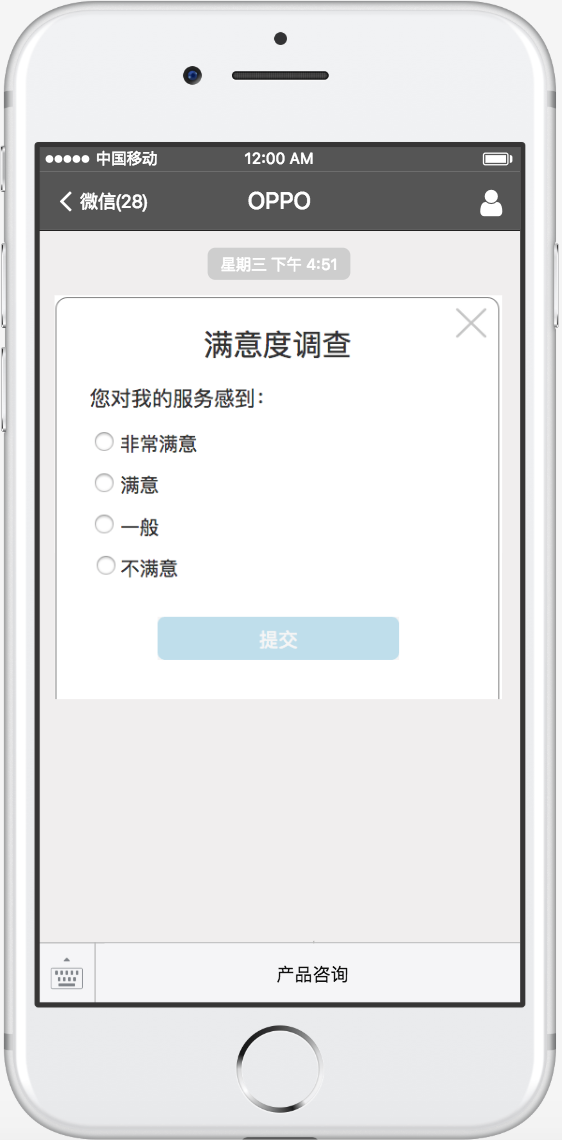 中国移动 12:00 AM
微信(28) OPPO
星期三 下午 4:51
满意度调查
您对我的服务感到：
非常满意
满意
一般
不满意
提交
产品咨询